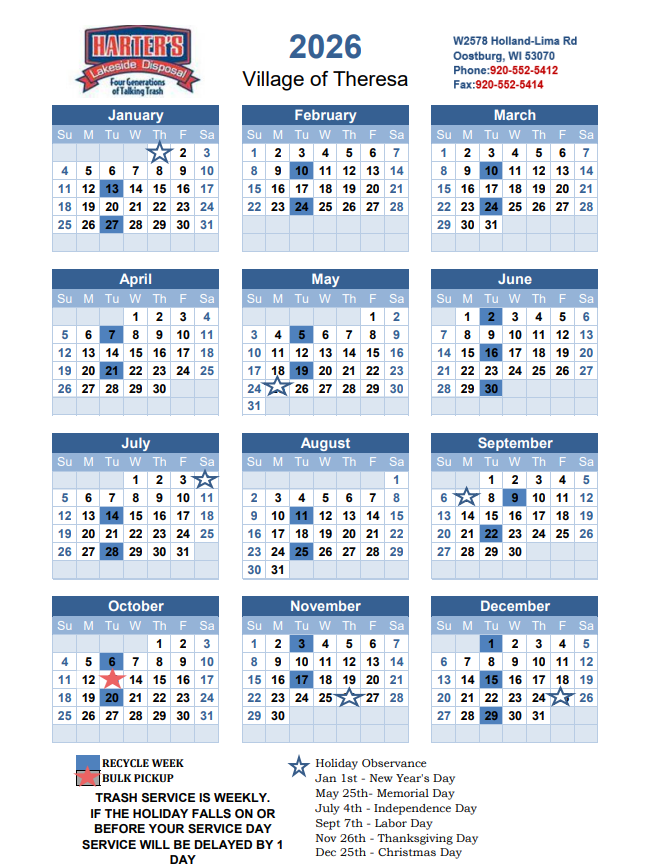 HARTER'S
Lakeside Disposal
Four Generations
of Talking Trash
2026
Village of Theresa
W2578 Holland-Lima Rd
Oostburg, WI 53070
Phone:920-552-5412
Fax:920-552-5414
January
Su M Tu W Th F Sa
2 3
4 5 6 7 8 9 10
11 12 13 14 15 16 17
18 19 20 21 22 23 24
25 26 27 28 29 30 31
February
Su M Tu W Th F Sa
1 2 3 4 5 6 7
8 9 10 11 12 13 14
15 16 17 18 19 20 21
22 23 24 25 26 27 28
March
Su M Tu W Th F Sa
1 2 3 4 5 6 7
8 9 10 11 12 13 14
15 16 17 18 19 20 21
22 23 24 25 26 27 28
29 30 31
April
Su M Tu W Th F Sa
1 2 3 4
5 6 7 8 9 10 11
12 13 14 15 16 17 18
19 20 21 22 23 24 25
26 27 28 29 30
May
Su M Tu W Th F Sa
1 2
3 4 5 6 7 8 9
10 11 12 13 14 15 16
17 18 19 20 21 22 23
24 26 27 28 29 30
31
June
Su M Tu W Th F Sa
1 2 3 4 5 6
7 8 9 10 11 12 13
14 15 16 17 18 19 20
21 22 23 24 25 26 27
28 29 30
July
Su M Tu W Th F Sa
1 2 3
5 6 7 8 9 10 11
12 13 14 15 16 17 18
19 20 21 22 23 24 25
26 27 28 29 30 31
August
Su M Tu W Th F Sa
1
2 3 4 5 6 7 8
9 10 11 12 13 14 15
16 17 18 19 20 21 22
23 24 25 26 27 28 29
30 31
September
Su M Tu W Th F Sa
1 2 3 4 5
6 8 9 10 11 12
13 14 15 16 17 18 19
20 21 22 23 24 25 26
27 28 29 30
October
Su M Tu W Th F Sa
1 2 3
4 5 6 7 8 9 10
11 12 14 15 16 17
18 19 20 21 22 23 24
25 26 27 28 29 30 31
November
Su M Tu W Th F Sa
1 2 3 4 5 6 7
8 9 10 11 12 13 14
15 16 17 18 19 20 21
22 23 24 25 27 28
29 30
December
Su M Tu W Th F Sa
1 2 3 4 5
6 7 8 9 10 11 12
13 14 15 16 17 18 19
20 21 22 23 24 26
27 28 29 30 31
RECYCLE WEEK
BULK PICKUP
TRASH SERVICE IS WEEKLY.
IF THE HOLIDAY FALLS ON OR
BEFORE YOUR SERVICE DAY
SERVICE WILL BE DELAYED BY 1
DAY
Holiday Observance
Jan 1st - New Year's Day
May 25th- Memorial Day
July 4th - Independence Day
Sept 7th - Labor Day
Nov 26th - Thanksgiving Day
Dec 25th - Christmas Day